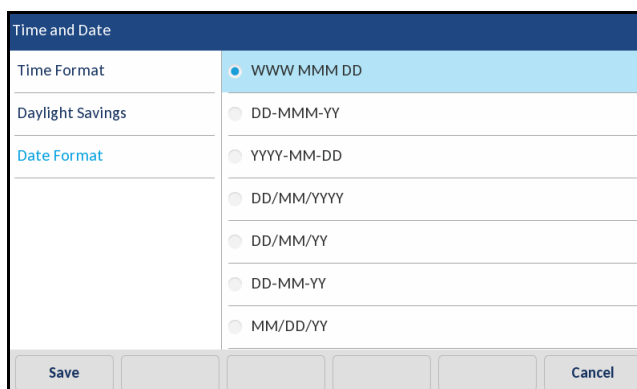 Time and Date
Time Format
Daylight Savings
Date Format
WWW MMM DD
DD-MMM-YY
YYYY-MM-DD
DD/MM/YYYY
DD/MM/YY
DD-MM-YY
MM/DD/YY
Save
Cancel